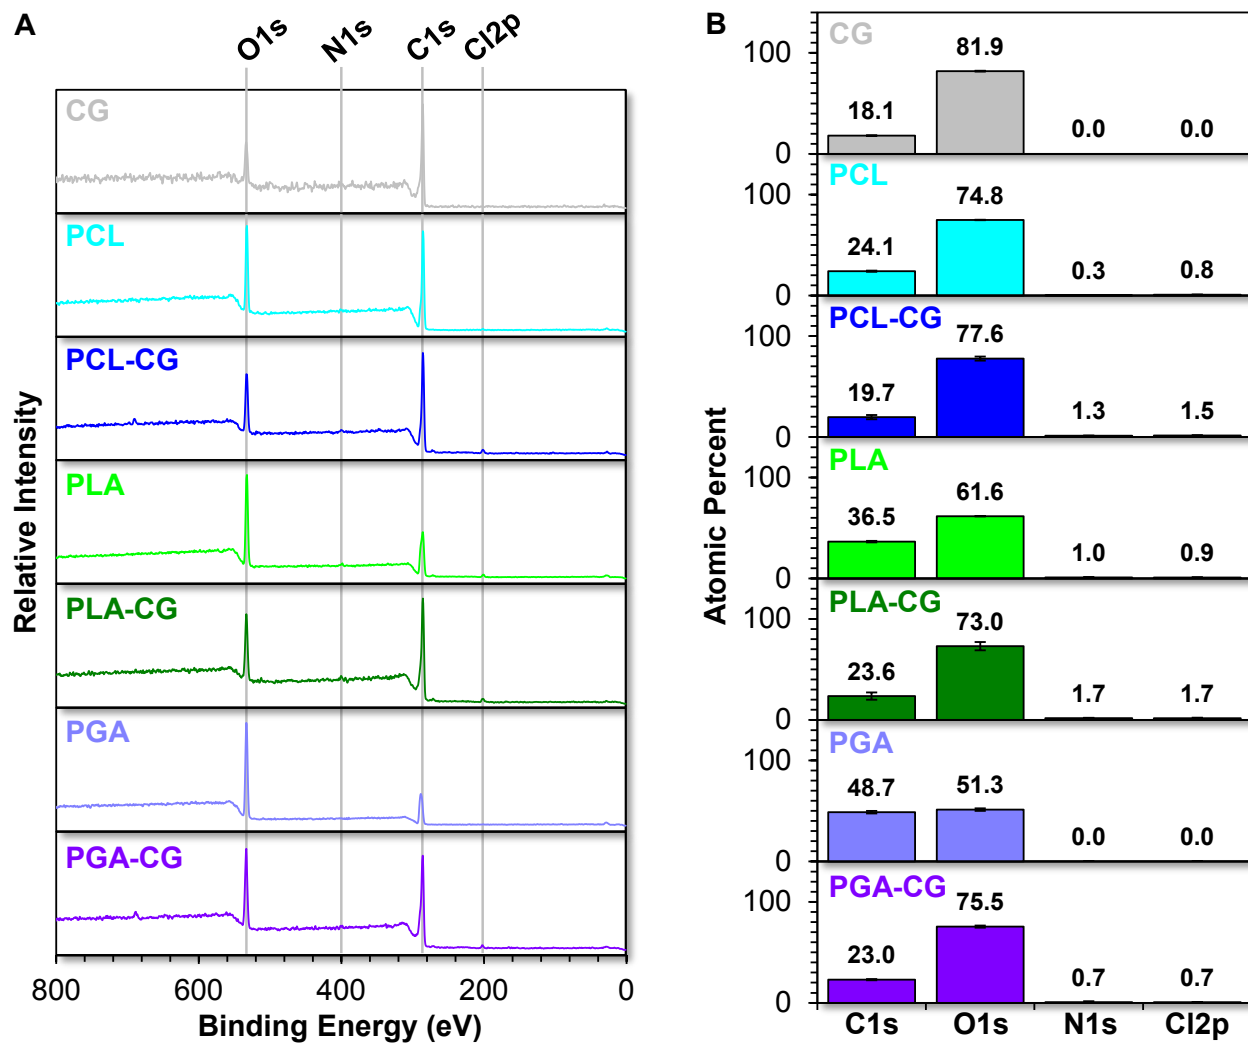 A
O1s
N1s
C1s
Cl2p
CG
PCL
PCL-CG
PLA
PLA-CG
PGA
PGA-CG
Relative Intensity
800
600
400
200
0
Binding Energy (eV)
B
Atomic Percent
CG
100
0
18.1
81.9
0.0
0.0
PCL
100
0
24.1
74.8
0.3
0.8
PCL-CG
100
0
19.7
77.6
1.3
1.5
PLA
100
0
36.5
61.6
1.0
0.9
PLA-CG
100
0
23.6
73.0
1.7
1.7
PGA
100
0
48.7
51.3
0.0
0.0
PGA-CG
100
0
23.0
75.5
0.7
0.7
C1s
O1s
N1s
Cl2p